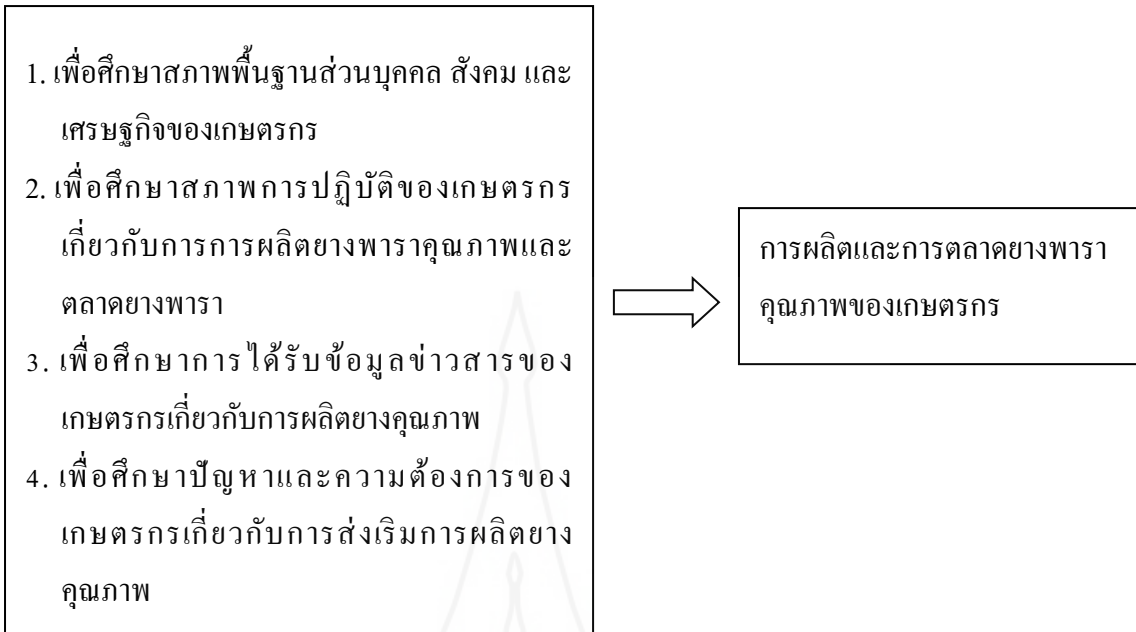 1. เพื่อศึกษาสภาพพื้นฐานส่วนบุคคล สังคม และ
เศรษฐกิจของเกษตรกร
2. เพื่อศึกษาสภาพการปฏิบัติของเกษตรกร
เกี่ยวกับการการผลิตยางพาราคุณภาพและ
ตลาดยางพารา
3. เพื่อศึกษาการได้รับข้อมูลข่าวสารของ
เกษตรกรเกี่ยวกับการผลิตยางคุณภาพ
4. เพื่อศึกษาปัญหาและความต้องการของ
เกษตรกรเกี่ยวกับการส่งเริมการผลิตยาง
คุณภาพ
การผลิตและการตลาดยางพารา
คุณภาพของเกษตรกร